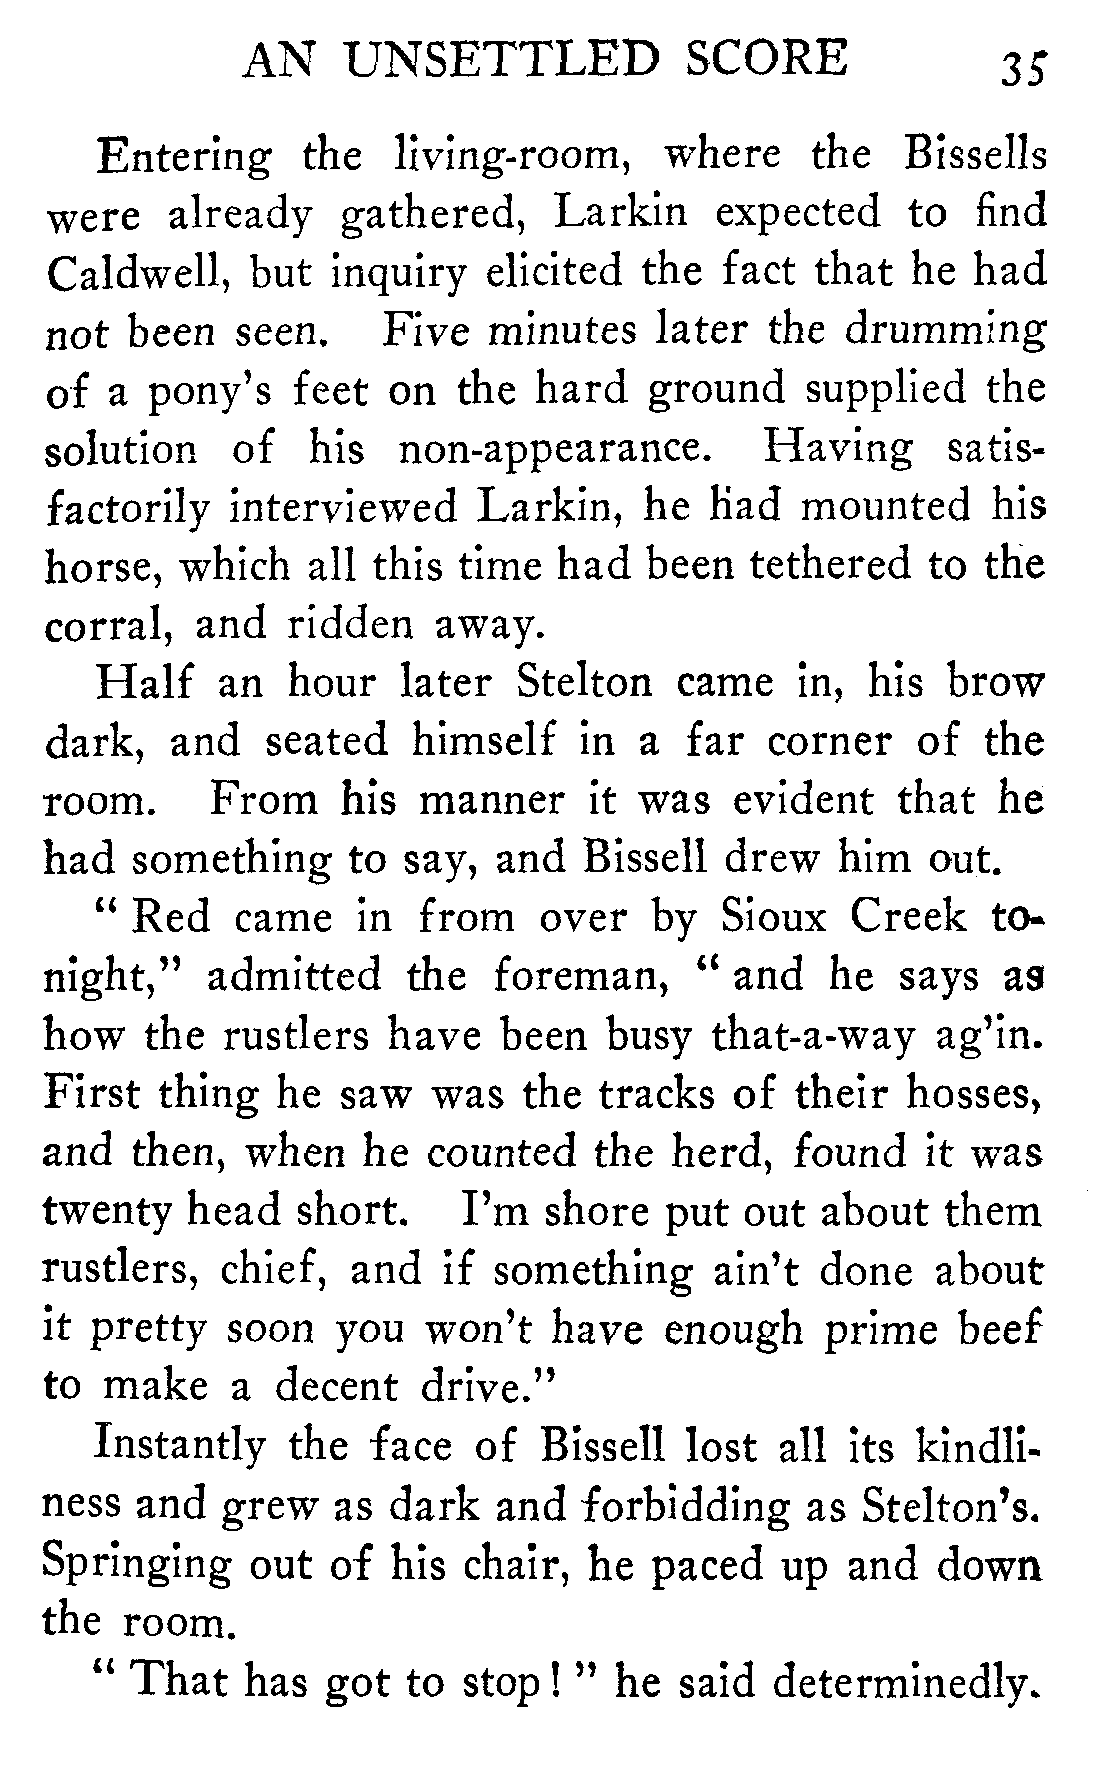 AN UNSETTLED SCORE 35
Entering the living-room, where the Bissells
were already gathered, Larkin expected to find
Caldwell, but inquiry elicited the fact that he had
not been seen. Five minutes later the drumming
of a pony's feet on the hard ground supplied the
solution of his non-appearance. Having satis-
factorily interviewed Larkin, he had mounted his
horse, which all this time had been tethered to the
corral, and ridden away.
Half an hour later Stelton came in, his brow
dark, and seated himself in a far corner of the
room. From his manner it was evident that he
had something to say, and Bissell drew him out.
" Red came in from over by Sioux Creek to-
night," admitted the foreman, " and he says as
how the rustlers have been busy that-a-way ag'in.
First thing he saw was the tracks of their hosses,
and then, when he counted the herd, found it was
twenty head short. I'm shore put out about them
rustlers, chief, and if something ain't done about
it pretty soon you won't have enough prime beef
to make a decent drive."
Instantly the face of Bissell lost all its kindli-
ness and grew as dark and forbidding as Stelton's.
Springing out of his chair, he paced up and down
the room.
" That has got to stop! " he said determinedly.